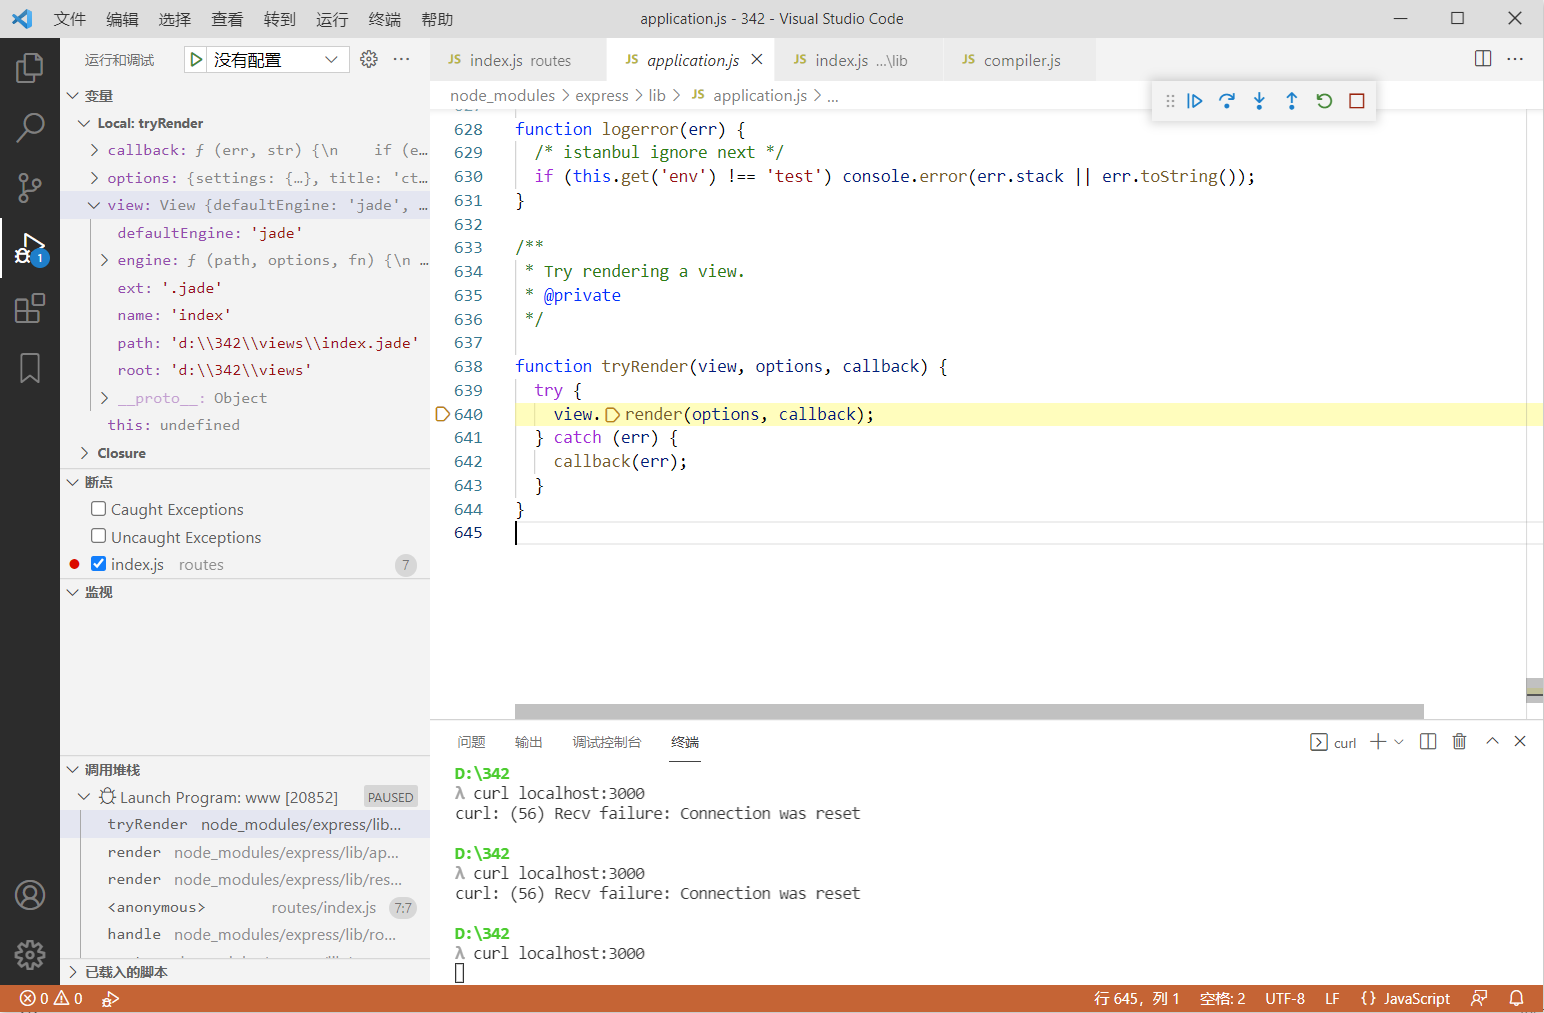 文件 编辑 选择 查看 转到 运行 终端 帮助 application.js - 342 - Visual Studio Code
运行和调试 没有配置
JS index.js routes JS application.js JS index.js ...\lib JS compiler.js
node_modules > express > lib > JS application.js > ...
变量
Local: tryRender
callback: ƒ (err, str) {\n    if (e…
options: {settings: {…}, title: 'ct…
view: View {defaultEngine: 'jade', …
defaultEngine: 'jade'
engine: ƒ (path, options, fn) {\n …
ext: '.jade'
name: 'index'
path: 'd:\\342\\views\\index.jade'
root: 'd:\\342\\views'
__proto__: Object
this: undefined
Closure
断点
Caught Exceptions
Uncaught Exceptions
index.js routes 7
监视
调用堆栈
Launch Program: www [20852] PAUSED
tryRender node_modules/express/lib...
render node_modules/express/lib/ap...
render node_modules/express/lib/res...
<anonymous> routes/index.js 7:7
handle node_modules/express/lib/ro...
已载入的脚本
628 function logerror(err) {
629   /* istanbul ignore next */
630   if (this.get('env') !== 'test') console.error(err.stack || err.toString());
631 }
632
633 /**
634  * Try rendering a view.
635  * @private
636  */
637
638 function tryRender(view, options, callback) {
639   try {
640     view.render(options, callback);
641   } catch (err) {
642     callback(err);
643   }
644 }
645
问题 输出 调试控制台 终端 curl
D:\342
λ curl localhost:3000
curl: (56) Recv failure: Connection was reset
D:\342
λ curl localhost:3000
curl: (56) Recv failure: Connection was reset
D:\342
λ curl localhost:3000
0 0 行 645，列 1 空格: 2 UTF-8 LF {} JavaScript